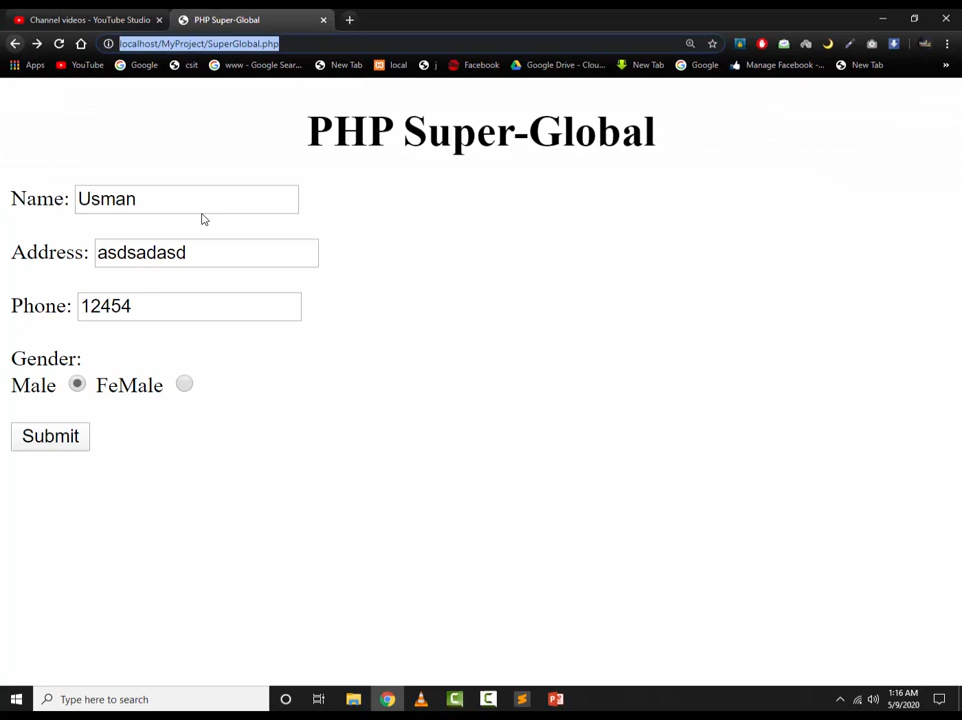 Channel videos - YouTube Studio
PHP Super-Global
localhost/MyProject/SuperGlobal.php
Apps YouTube Google csit www - Google Sear... New Tab local j Facebook Google Drive - Clou... New Tab Google Manage Facebook -... New Tab »
PHP Super-Global
Name: Usman
Address: asdsadasd
Phone: 12454
Gender:
Male FeMale
Submit
Type here to search
1:16 AM
5/9/2020